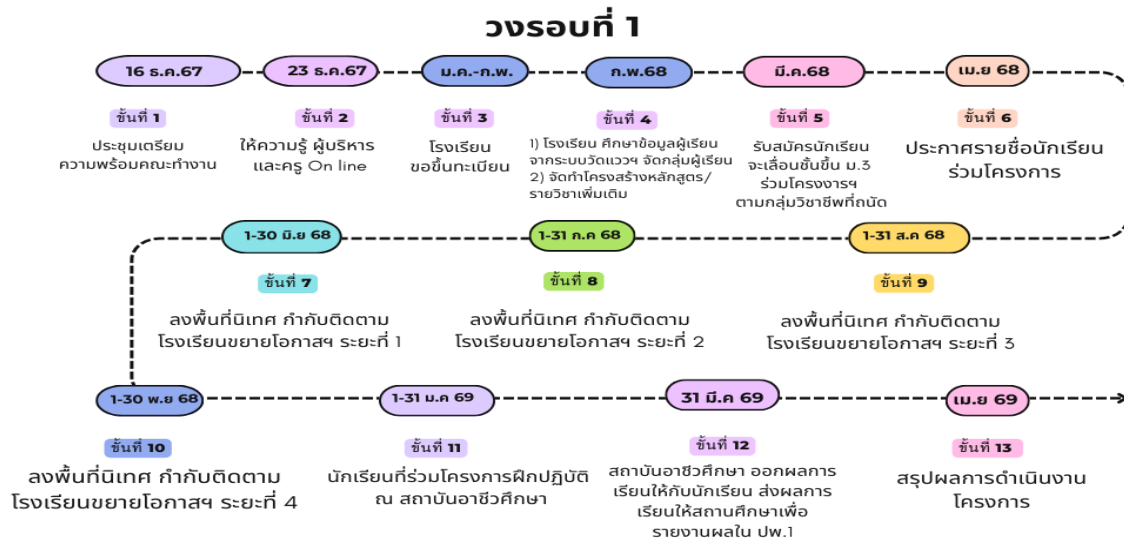 วงรอบที่ 1
16 ธ.ค.67
23 ธ.ค.67
ม.ค.-ก.พ.
ก.พ.68
มี.ค.68
เม.ย 68
ขั้นที่ 1
ขั้นที่ 2
ขั้นที่ 3
ขั้นที่ 4
ขั้นที่ 5
ขั้นที่ 6
ประชุมเตรียม
ความพร้อมคณะทำงาน
ให้ความรู้ ผู้บริหาร
และครู On line
โรงเรียน
ขอขึ้นทะเบียน
1) โรงเรียน ศึกษาข้อมูลผู้เรียน
จากระบบวัดแววฯ จัดกลุ่มผู้เรียน
2) จัดทำโครงสร้างหลักสูตร/
รายวิชาเพิ่มเติม
รับสมัครนักเรียน
จะเลื่อนชั้นขึ้น ม.3
ร่วมโครงงารฯ
ตามกลุ่มวิชาชีพที่ถนัด
ประกาศรายชื่อนักเรียน
ร่วมโครงการ
1-30 มิ.ย 68
1-31 ก.ค 68
1-31 ส.ค 68
ขั้นที่ 7
ขั้นที่ 8
ขั้นที่ 9
ลงพื้นที่นิเทศ กำกับติดตาม
โรงเรียนขยายโอกาสฯ ระยะที่ 1
ลงพื้นที่นิเทศ กำกับติดตาม
โรงเรียนขยายโอกาสฯ ระยะที่ 2
ลงพื้นที่นิเทศ กำกับติดตาม
โรงเรียนขยายโอกาสฯ ระยะที่ 3
1-30 พ.ย 68
1-31 ม.ค 69
31 มี.ค 69
เม.ย 69
ขั้นที่ 10
ขั้นที่ 11
ขั้นที่ 12
ขั้นที่ 13
ลงพื้นที่นิเทศ กำกับติดตาม
โรงเรียนขยายโอกาสฯ ระยะที่ 4
นักเรียนที่ร่วมโครงการฝึกปฏิบัติ
ณ สถาบันอาชีวศึกษา
สถาบันอาชีวศึกษา ออกผลการ
เรียนให้กับนักเรียน ส่งผลการ
เรียนให้สถานศึกษาเพื่อ
รายงานผลใน ปพ.1
สรุปผลการดำเนินงาน
โครงการ